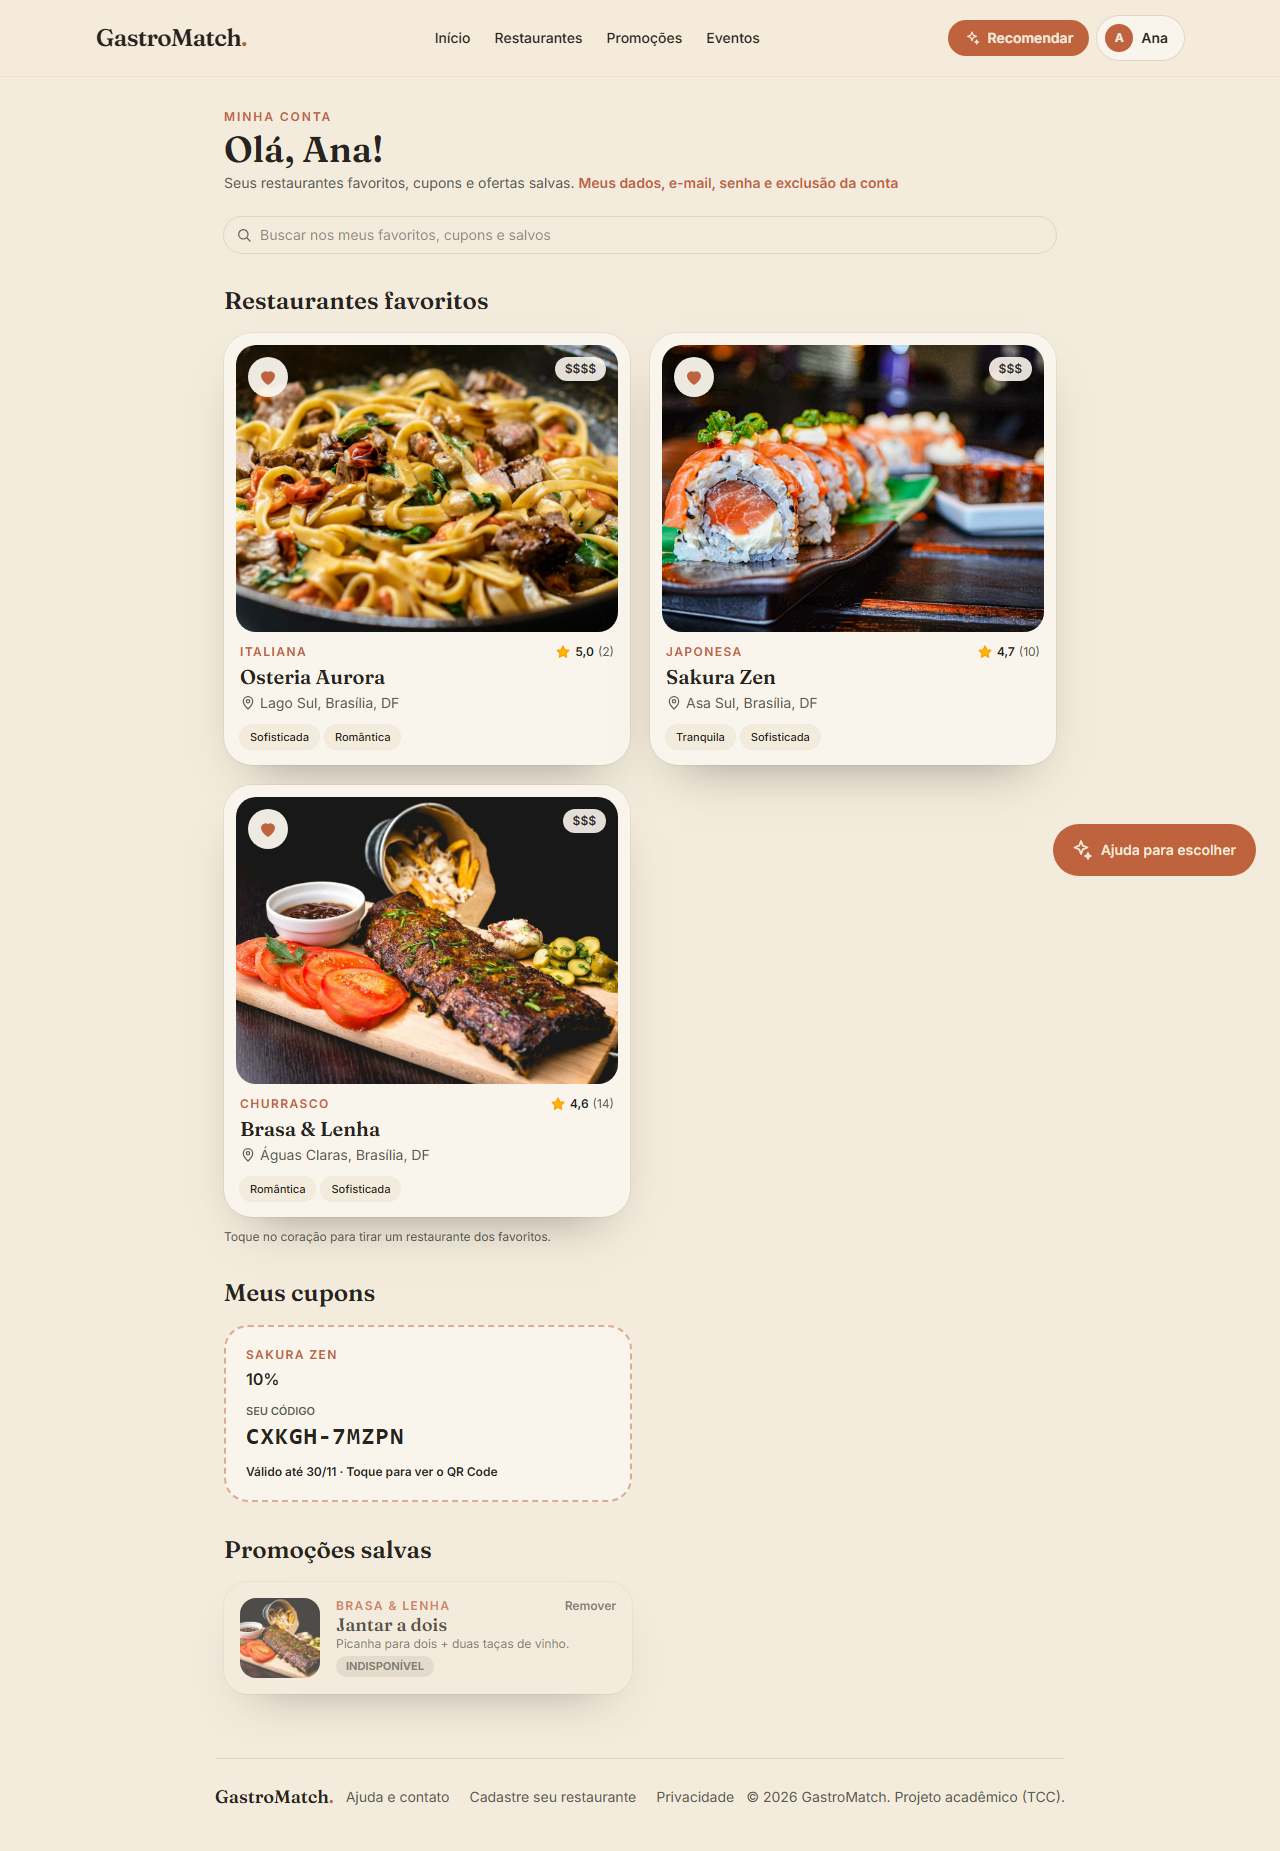 GastroMatch.
Início
Restaurantes
Promoções
Eventos
Recomendar
A
Ana
MINHA CONTA
Olá, Ana!
Seus restaurantes favoritos, cupons e ofertas salvas. Meus dados, e-mail, senha e exclusão da conta
Buscar nos meus favoritos, cupons e salvos
Restaurantes favoritos
$$$$
ITALIANA
5,0 (2)
Osteria Aurora
Lago Sul, Brasília, DF
Sofisticada
Romântica
$$$
JAPONESA
4,7 (10)
Sakura Zen
Asa Sul, Brasília, DF
Tranquila
Sofisticada
$$$
CHURRASCO
4,6 (14)
Brasa & Lenha
Águas Claras, Brasília, DF
Romântica
Sofisticada
Ajuda para escolher
Toque no coração para tirar um restaurante dos favoritos.
Meus cupons
SAKURA ZEN
10%
SEU CÓDIGO
CXKGH-7MZPN
Válido até 30/11 · Toque para ver o QR Code
Promoções salvas
BRASA & LENHA
Remover
Jantar a dois
Picanha para dois + duas taças de vinho.
INDISPONÍVEL
GastroMatch.
Ajuda e contato
Cadastre seu restaurante
Privacidade
© 2026 GastroMatch. Projeto acadêmico (TCC).